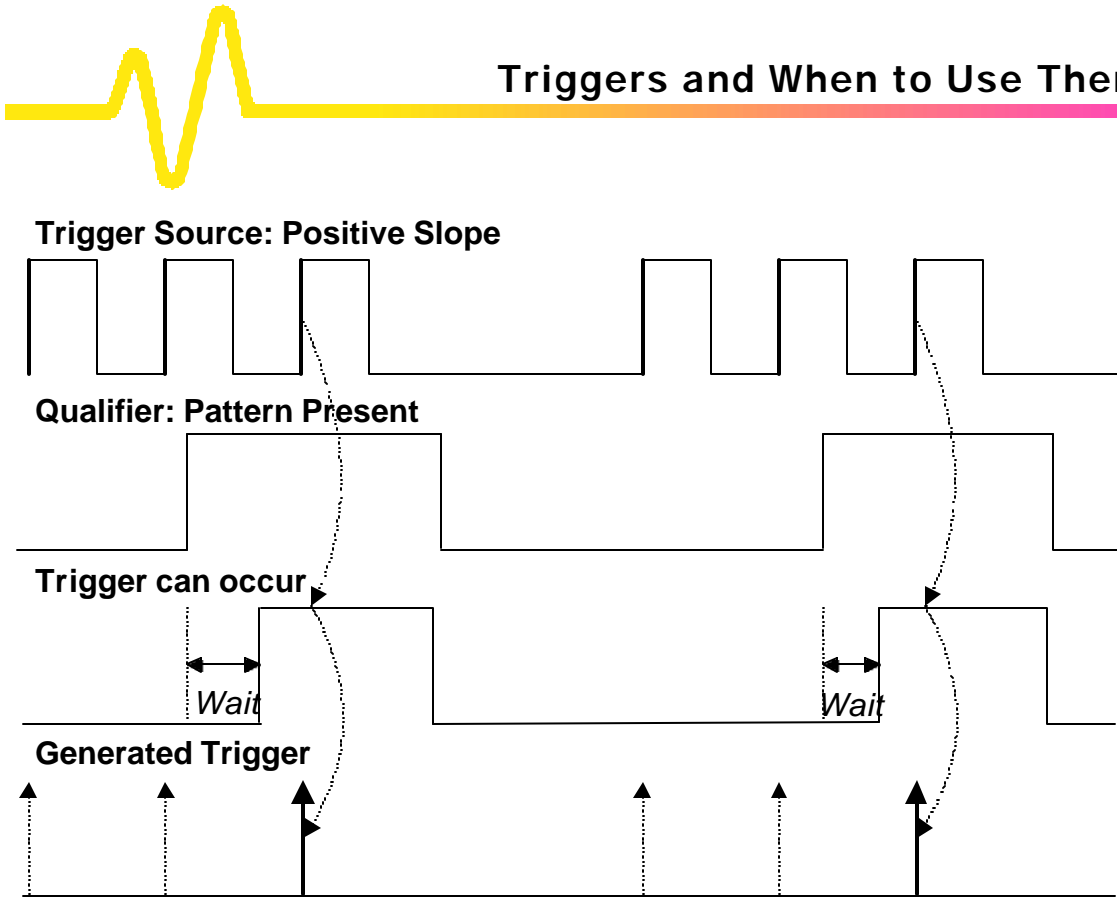 Triggers and When to Use Ther
Trigger Source: Positive Slope
Qualifier: Pattern Present
Trigger can occur
Wait
Wait
Generated Trigger